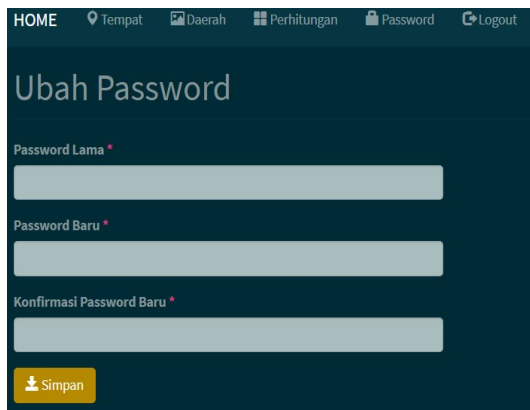 HOME Tempat Daerah Perhitungan Password Logout
Ubah Password
Password Lama *
Password Baru *
Konfirmasi Password Baru *
Simpan